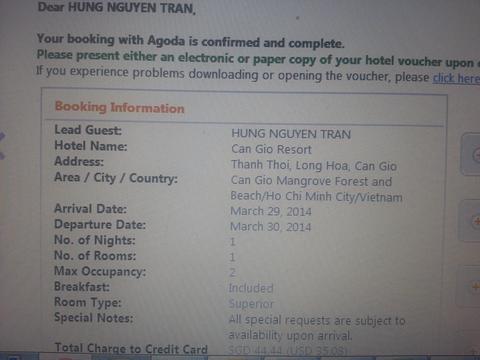 Dear HUNG NGUYEN TRAN,
Your booking with Agoda is confirmed and complete.
Please present either an electronic or paper copy of your hotel voucher upon
If you experience problems downloading or opening the voucher, please click here
Booking Information
Lead Guest: HUNG NGUYEN TRAN
Hotel Name: Can Gio Resort
Address: Thanh Thoi, Long Hoa, Can Gio
Area / City / Country: Can Gio Mangrove Forest and
Beach/Ho Chi Minh City/Vietnam
Arrival Date: March 29, 2014
Departure Date: March 30, 2014
No. of Nights: 1
No. of Rooms: 1
Max Occupancy: 2
Breakfast: Included
Room Type: Superior
Special Notes: All special requests are subject to
availability upon arrival.
Total Charge to Credit Card SGD 44.44 (USD 35.08)